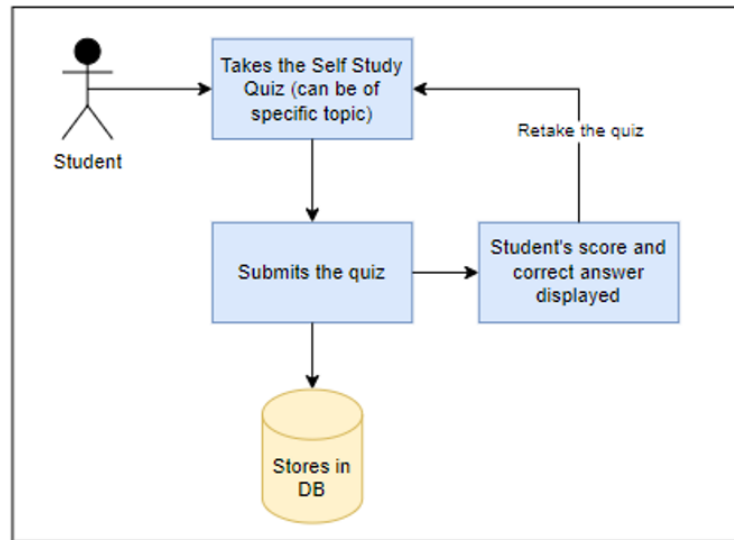 Takes the Self Study
Quiz (can be of
specific topic)
Student
Retake the quiz
Submits the quiz
Student's score and
correct answer
displayed
Stores in
DB